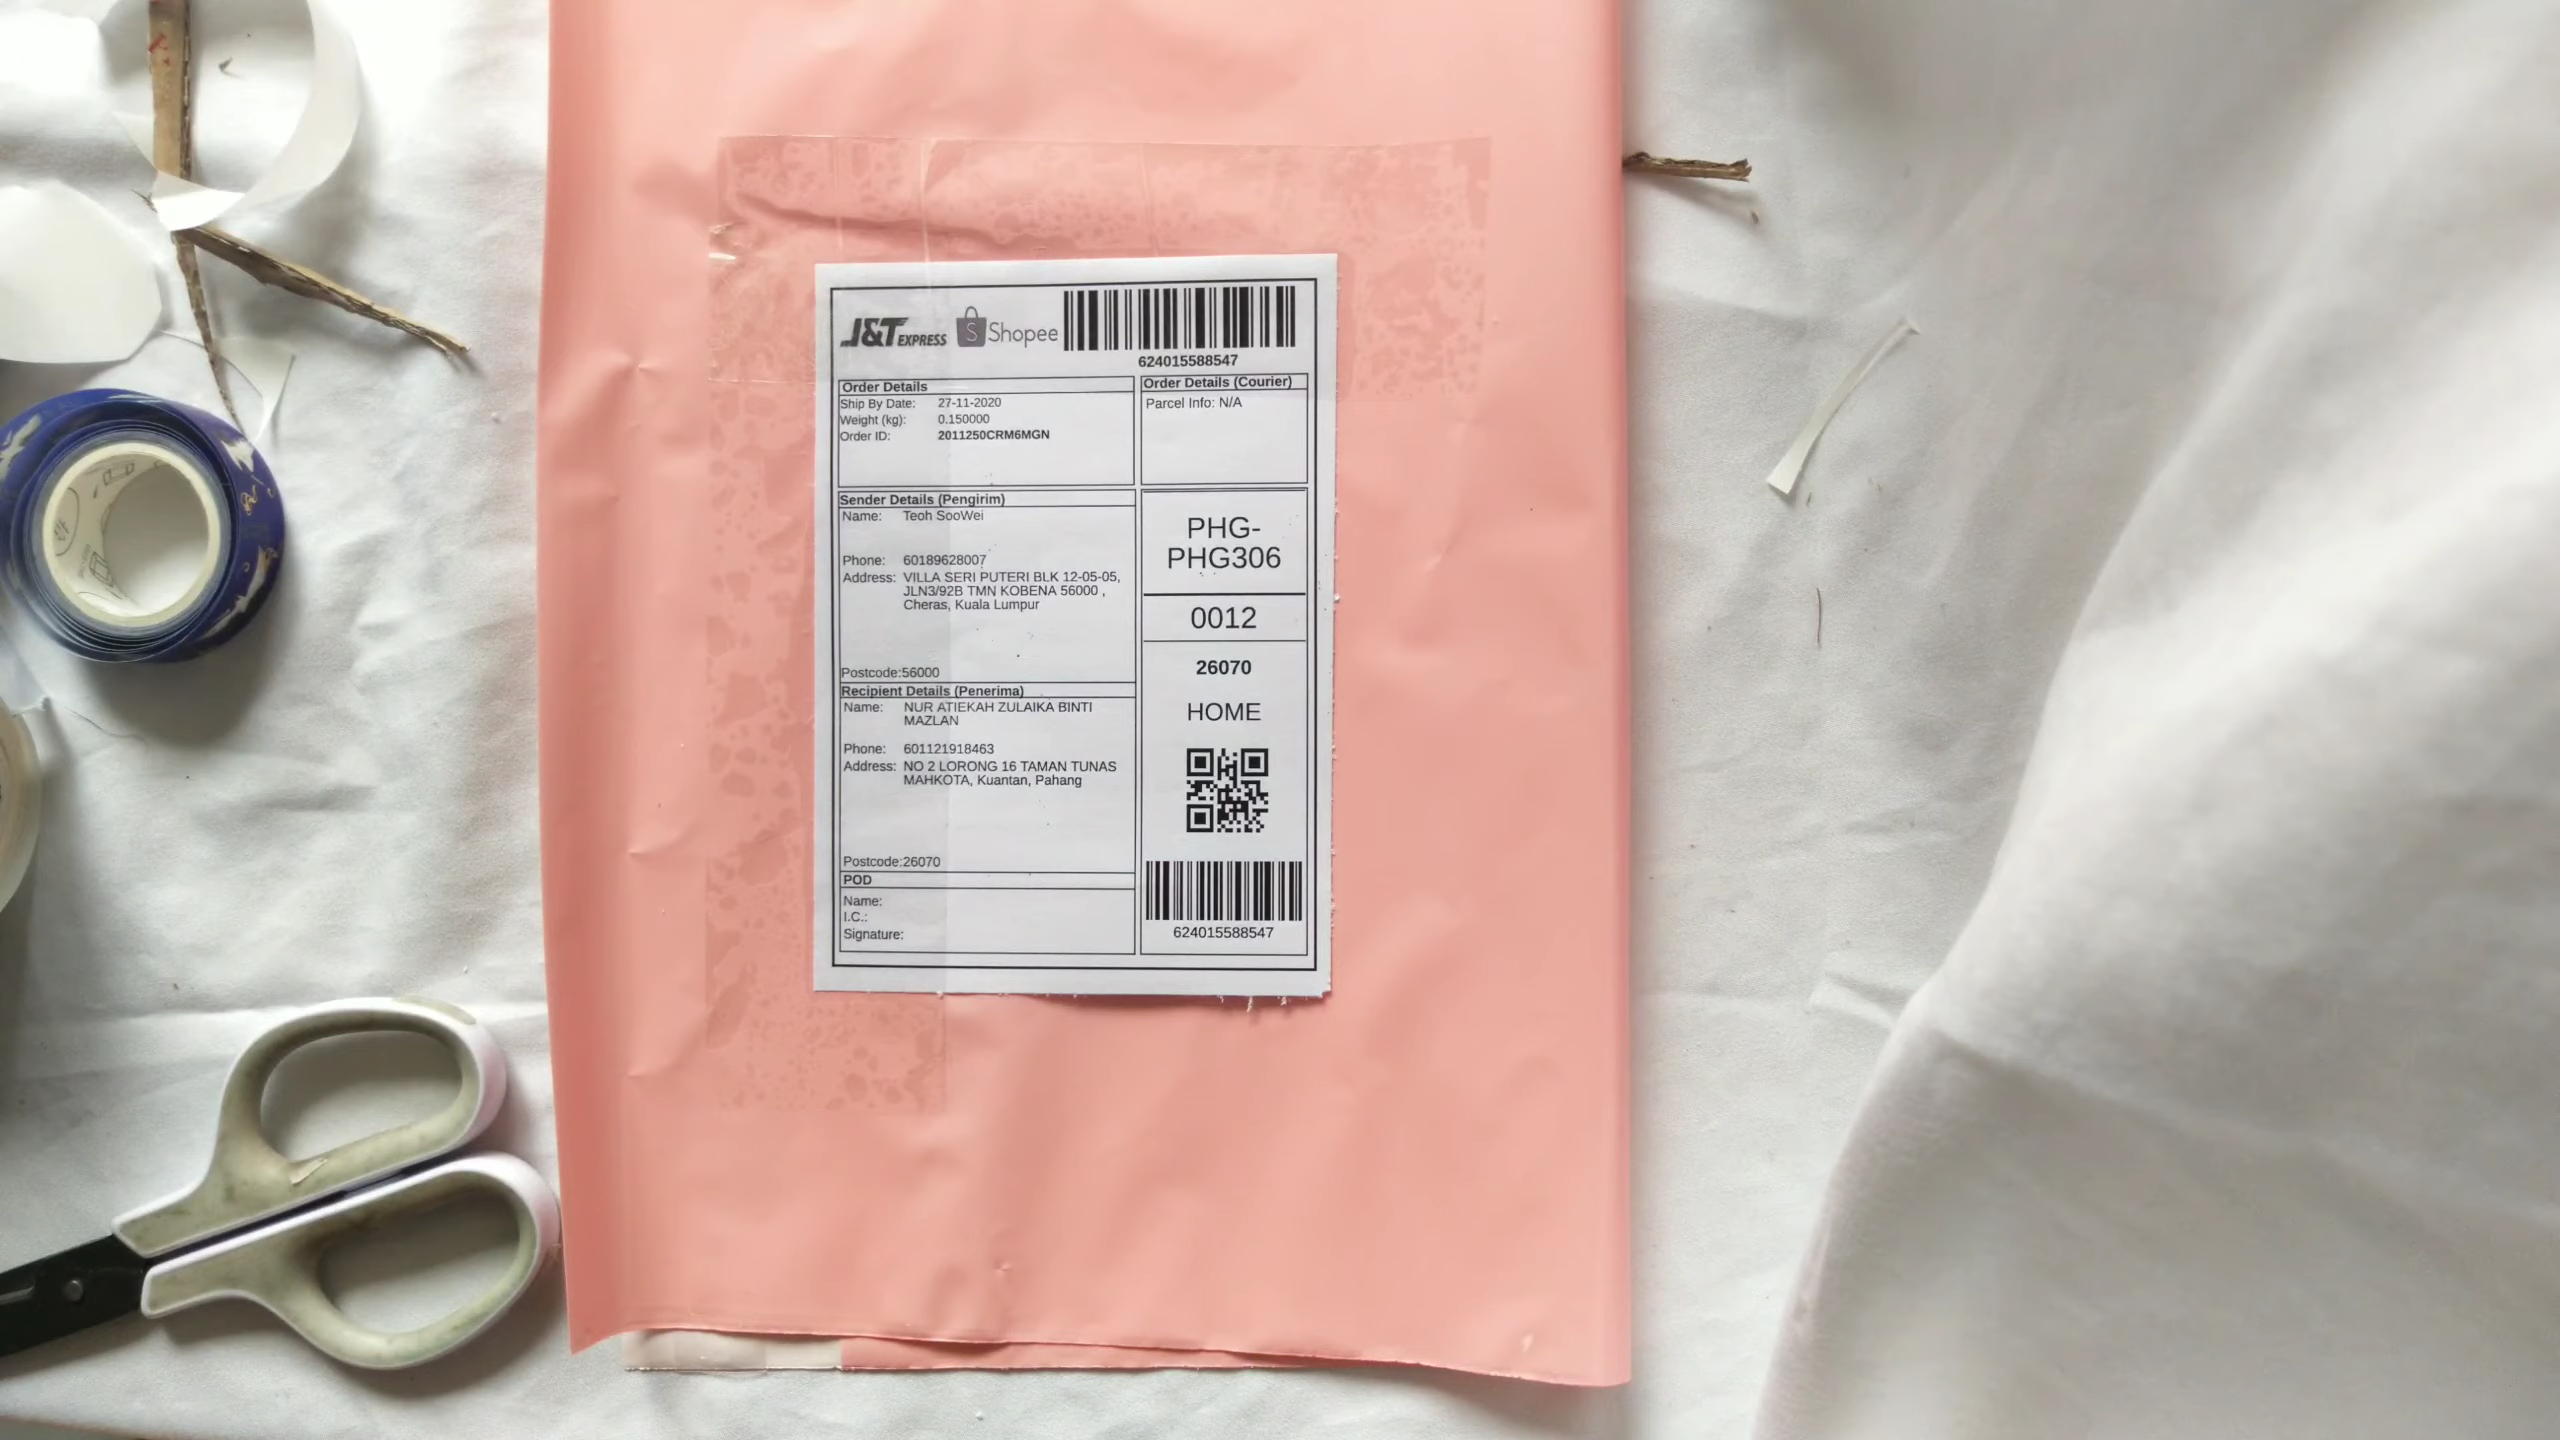 J&T EXPRESS Shopee
624015588547
Order Details
Ship By Date: 27-11-2020
Weight (kg): 0.150000
Order ID: 2011250CRM6MGN
Order Details (Courier)
Parcel Info: N/A
Sender Details (Pengirim)
Name: Teoh SooWei
Phone: 60189628007
Address: VILLA SERI PUTERI BLK 12-05-05,
JLN3/92B TMN KOBENA 56000 ,
Cheras, Kuala Lumpur
Postcode:56000
Recipient Details (Penerima)
Name: NUR ATIEKAH ZULAIKA BINTI
MAZLAN
Phone: 601121918463
Address: NO 2 LORONG 16 TAMAN TUNAS
MAHKOTA, Kuantan, Pahang
Postcode:26070
POD
Name:
I.C.:
Signature:
PHG-
PHG306
0012
26070
HOME
624015588547